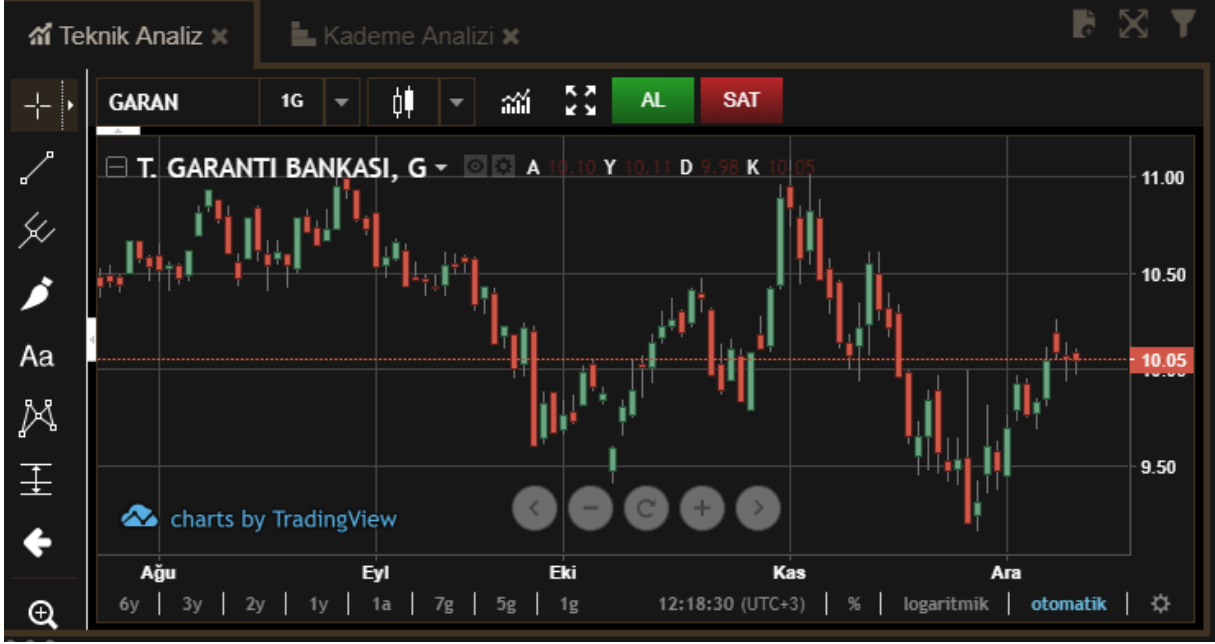 Teknik Analiz Kademe Analizi
GARAN 1G AL SAT
T. GARANTI BANKASI, G A 10.10 Y 10.11 D 9.98 K 10.05
11.00
10.50
10.05
10.00
9.50
Aa
charts by TradingView
Ağu Eyl Eki Kas Ara
6y 3y 2y 1y 1a 7g 5g 1g 12:18:30 (UTC+3) % logaritmik otomatik